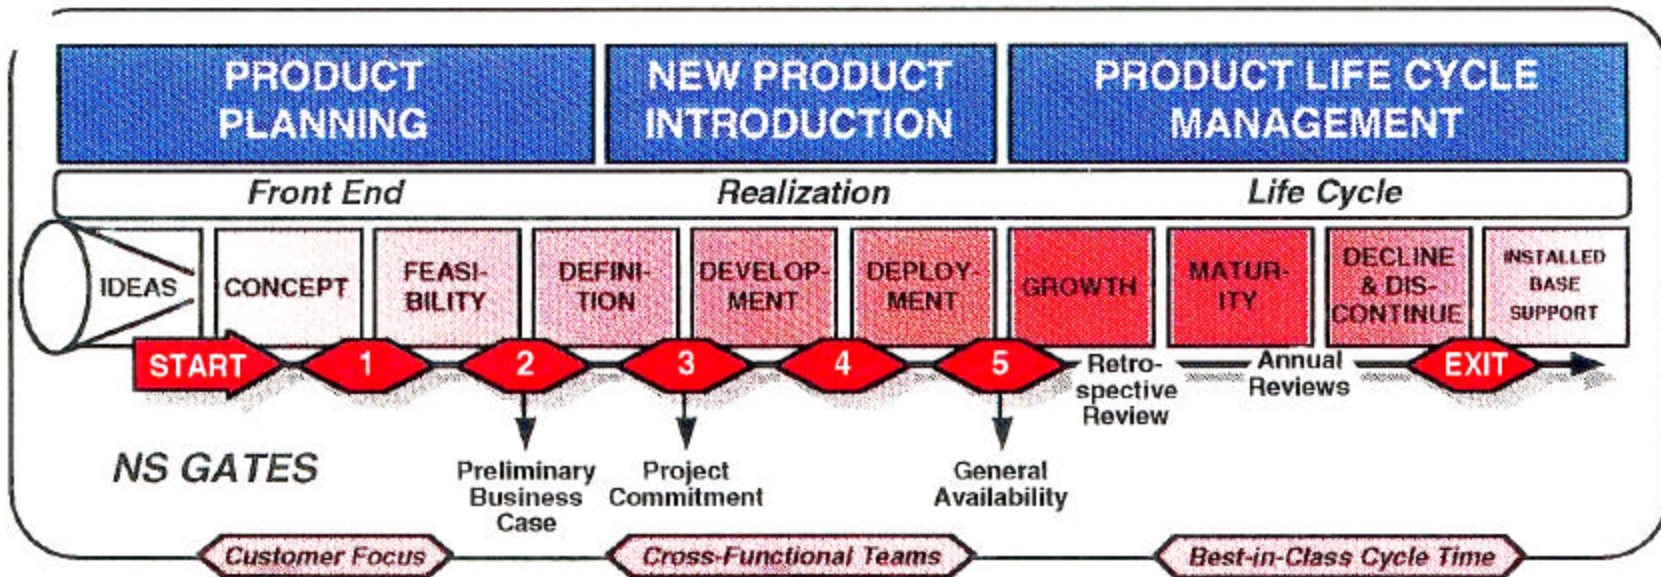 PRODUCT
PLANNING
NEW PRODUCT
INTRODUCTION
PRODUCT LIFE CYCLE
MANAGEMENT
Front End
Realization
Life Cycle
IDEAS
CONCEPT
FEASI-
BILITY
DEFINI-
TION
DEVELOP-
MENT
DEPLOY-
MENT
GROWTH
MATUR-
ITY
DECLINE
& DIS-
CONTINUE
INSTALLED
BASE
SUPPORT
START
1
2
3
4
5
Retro-
spective
Review
Annual
Reviews
EXIT
NS GATES
Preliminary
Business
Case
Project
Commitment
General
Availability
Customer Focus
Cross-Functional Teams
Best-in-Class Cycle Time